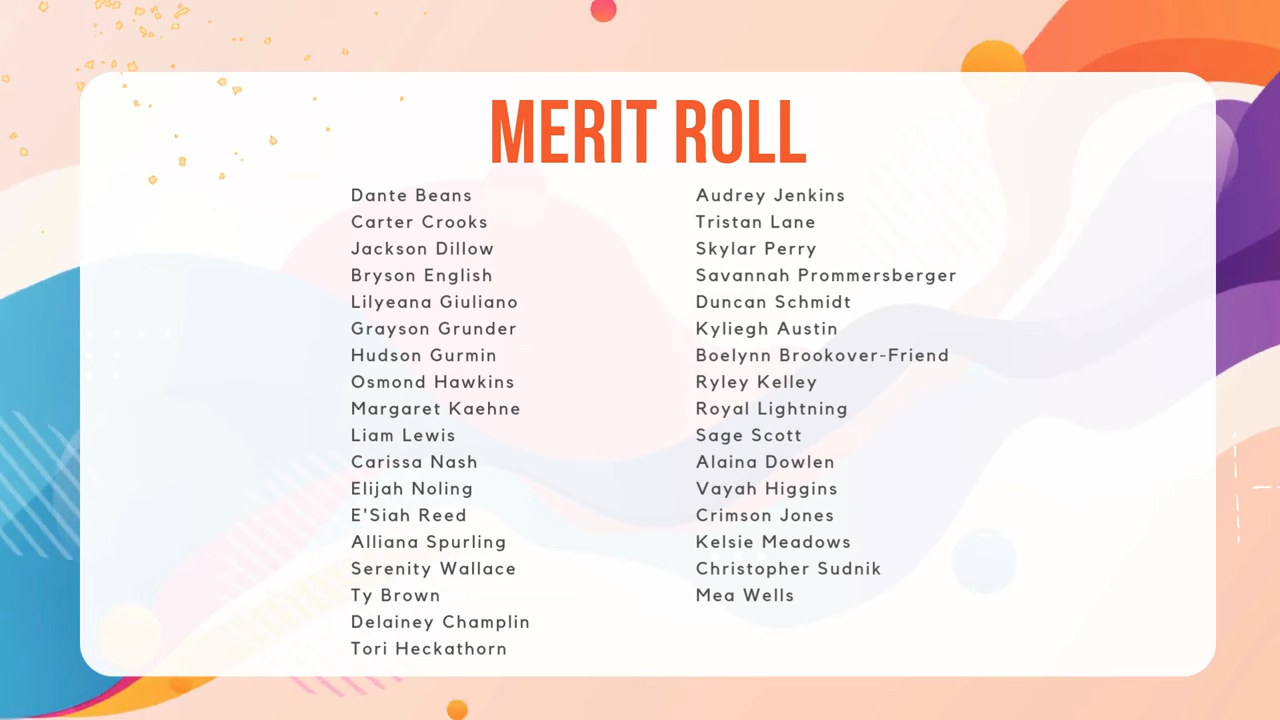 MERIT ROLL
Dante Beans
Carter Crooks
Jackson Dillow
Bryson English
Lilyeana Giuliano
Grayson Grunder
Hudson Gurmin
Osmond Hawkins
Margaret Kaehne
Liam Lewis
Carissa Nash
Elijah Noling
E'Siah Reed
Alliana Spurling
Serenity Wallace
Ty Brown
Delainey Champlin
Tori Heckathorn
Audrey Jenkins
Tristan Lane
Skylar Perry
Savannah Prommersberger
Duncan Schmidt
Kyliegh Austin
Boelynn Brookover-Friend
Ryley Kelley
Royal Lightning
Sage Scott
Alaina Dowlen
Vayah Higgins
Crimson Jones
Kelsie Meadows
Christopher Sudnik
Mea Wells